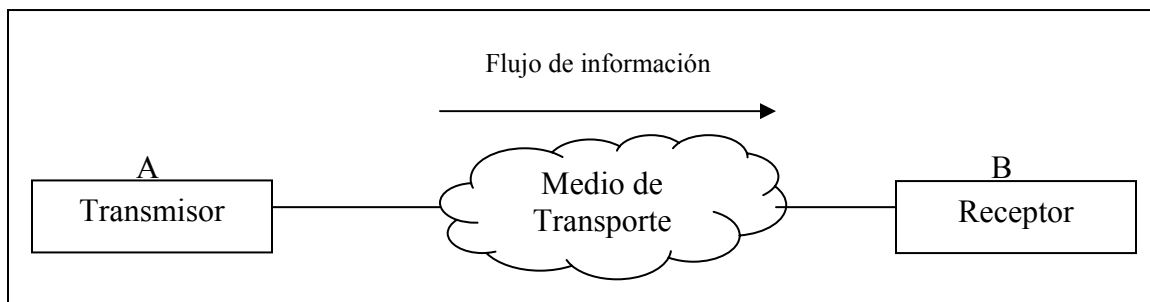 Flujo de información
A
Transmisor
Medio de
Transporte
B
Receptor